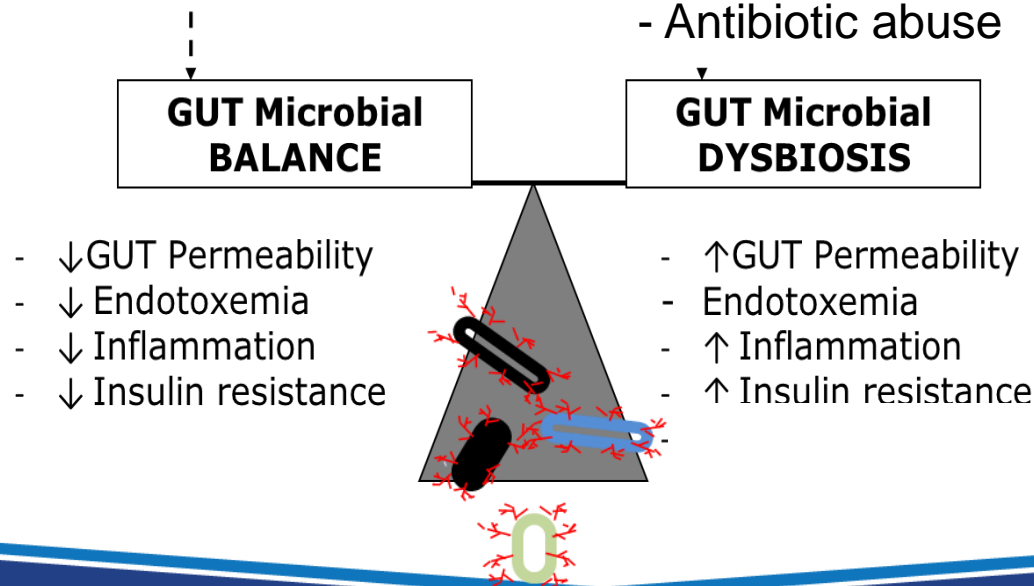 - Antibiotic abuse
GUT Microbial
BALANCE
GUT Microbial
DYSBIOSIS
- ↓GUT Permeability
- ↓ Endotoxemia
- ↓ Inflammation
- ↓ Insulin resistance
- ↑GUT Permeability
- Endotoxemia
- ↑ Inflammation
- ↑ Insulin resistance
-